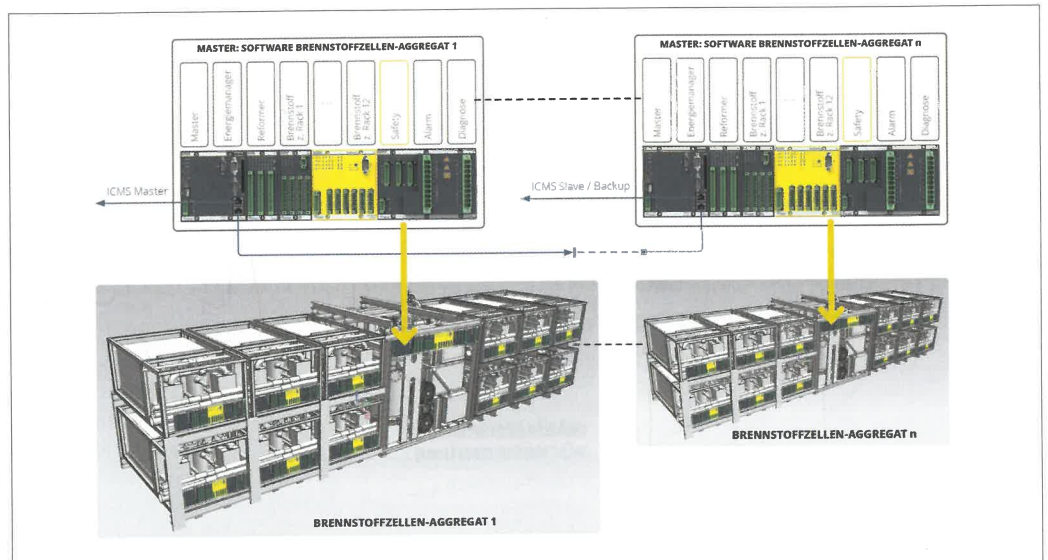 MASTER: SOFTWARE BRENNSTOFFZELLEN-AGGREGAT 1
Master
Energiemanager
Reformer
Brennstoff
z. Rack 1
...
Brennstoff
z. Rack 12
Safety
Alarm
Diagnose
ICMS Master
MASTER: SOFTWARE BRENNSTOFFZELLEN-AGGREGAT n
Master
Energiemanager
Reformer
Brennstoff
z. Rack 1
...
Brennstoff
z. Rack 12
Safety
Alarm
Diagnose
ICMS Slave / Backup
BRENNSTOFFZELLEN-AGGREGAT 1
BRENNSTOFFZELLEN-AGGREGAT n